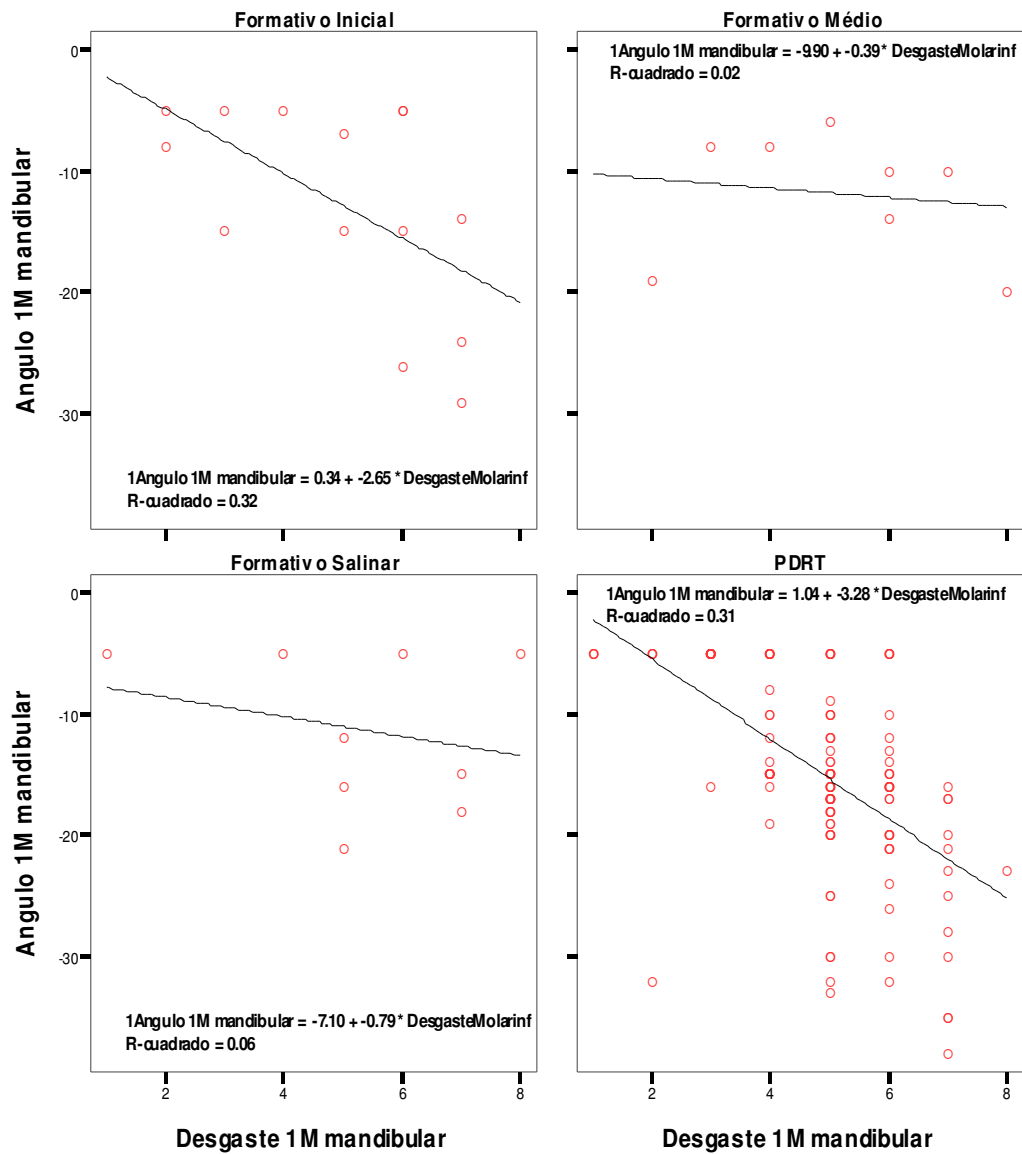 Formativo Inicial
Formativo Médio
0
-10
-20
-30
Angulo 1M mandibular
1Angulo 1M mandibular = 0.34 + -2.65 * DesgasteMolarinf
R-cuadrado = 0.32
1Angulo 1M mandibular = -9.90 + -0.39 * DesgasteMolarinf
R-cuadrado = 0.02
Formativo Salinar
PDRT
0
-10
-20
-30
Angulo 1M mandibular
1Angulo 1M mandibular = -7.10 + -0.79 * DesgasteMolarinf
R-cuadrado = 0.06
1Angulo 1M mandibular = 1.04 + -3.28 * DesgasteMolarinf
R-cuadrado = 0.31
2 4 6 8
2 4 6 8
Desgaste 1M mandibular
Desgaste 1M mandibular